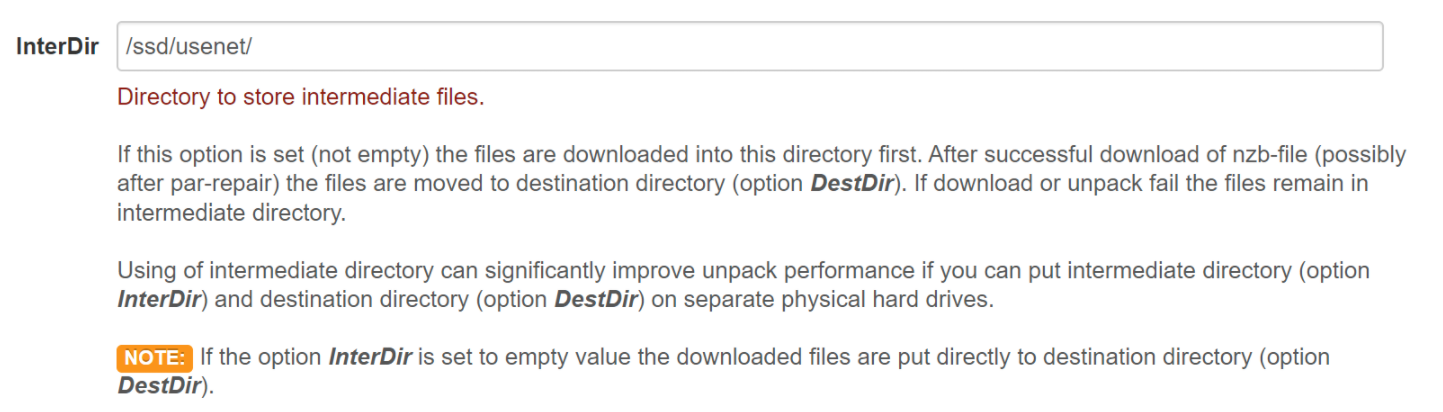 InterDir /ssd/usenet/
Directory to store intermediate files.
If this option is set (not empty) the files are downloaded into this directory first. After successful download of nzb-file (possibly
after par-repair) the files are moved to destination directory (option DestDir). If download or unpack fail the files remain in
intermediate directory.
Using of intermediate directory can significantly improve unpack performance if you can put intermediate directory (option
InterDir) and destination directory (option DestDir) on separate physical hard drives.
NOTE: If the option InterDir is set to empty value the downloaded files are put directly to destination directory (option
DestDir).